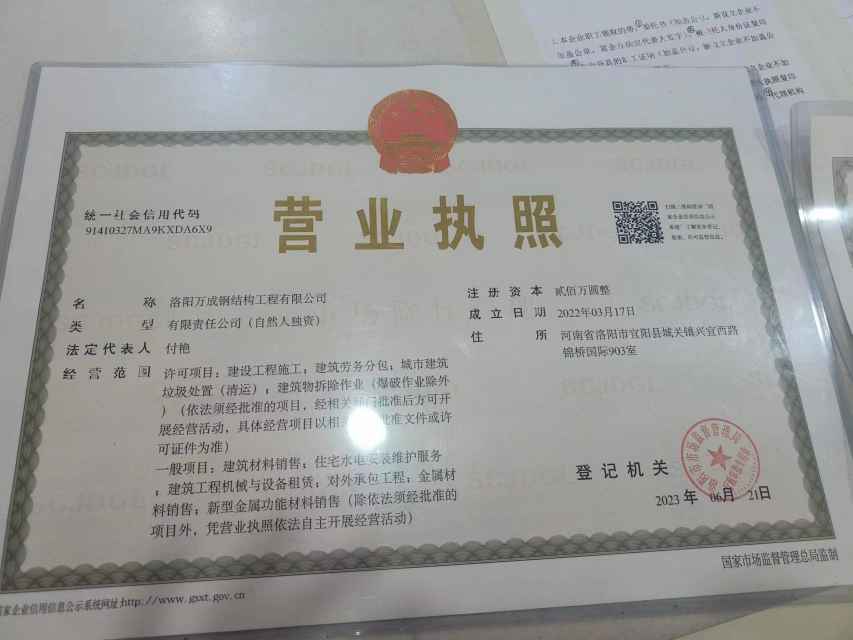 统一社会信用代码
91410327MA9KXDA6X9
营业执照
名称 洛阳万成钢结构工程有限公司
类型 有限责任公司（自然人独资）
法定代表人 付艳
经营范围 许可项目：建设工程施工；建筑劳务分包；城市建筑
垃圾处置（清运）；建筑物拆除作业（爆破作业除外
）（依法须经批准的项目，经相关部门批准后方可开
展经营活动，具体经营项目以相 批准文件或许
可证件为准）
一般项目：建筑材料销售；住宅水电安装维护服务
；建筑工程机械与设备租赁；对外承包工程；金属材
料销售；新型金属功能材料销售（除依法须经批准的
项目外，凭营业执照依法自主开展经营活动）
注册资本 贰佰万圆整
成立日期 2022年03月17日
住所 河南省洛阳市宜阳县城关镇兴宜西路
锦桥国际903室
登记机关
2023年 06月 21日
家企业信用信息公示系统网址:http://www.gsxt.gov.cn
国家市场监督管理总局监制